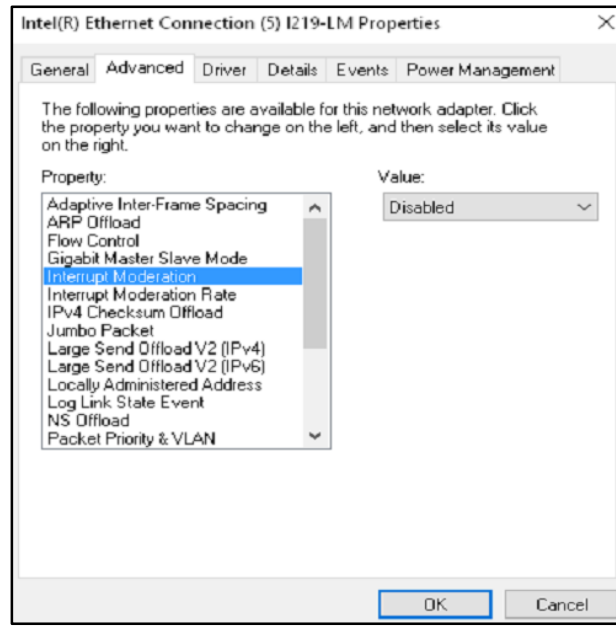 Intel(R) Ethernet Connection (5) I219-LM Properties
General Advanced Driver Details Events Power Management
The following properties are available for this network adapter. Click
the property you want to change on the left, and then select its value
on the right.
Property: Value:
Adaptive Inter-Frame Spacing Disabled
ARP Offload
Flow Control
Gigabit Master Slave Mode
Interrupt Moderation
Interrupt Moderation Rate
IPv4 Checksum Offload
Jumbo Packet
Large Send Offload V2 (IPv4)
Large Send Offload V2 (IPv6)
Locally Administered Address
Log Link State Event
NS Offload
Packet Priority & VLAN
OK Cancel